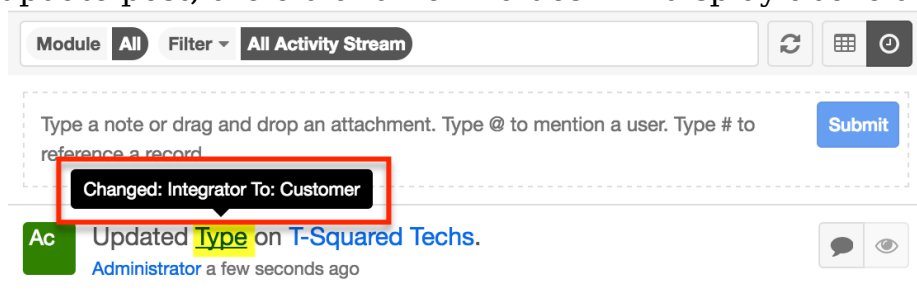 Module All Filter All Activity Stream
Type a note or drag and drop an attachment. Type @ to mention a user. Type # to
reference a record
Submit
Changed: Integrator To: Customer
Ac
Updated Type on T-Squared Techs.
Administrator a few seconds ago